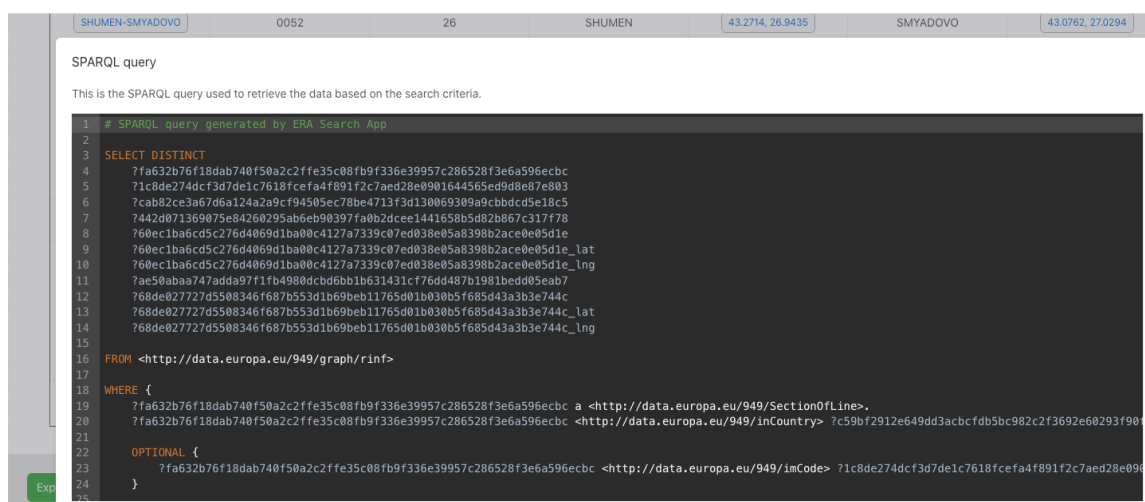 SHUMEN-SMYADOVO 0052 26 SHUMEN 43.2714, 26.9435 SMYADOVO 43.0762, 27.0294
SPARQL query
This is the SPARQL query used to retrieve the data based on the search criteria.
1 # SPARQL query generated by ERA Search App
2
3 SELECT DISTINCT
4 ?fa632b76f18dab740f50a2c2ffe35c08fb9f336e39957c286528f3e6a596ecbc
5 ?1c8de274dcf3d7de1c7618fcefa4f891f2c7aed28e0901644565ed9d8e87e803
6 ?cab82ce3a67d6a124a2a9cf94505ec78be4713f3d130069309a9cbbdcd5e18c5
7 ?442d071369075e84260295ab6eb90397fa0b2dcee1441658b5d82b867c317f78
8 ?60ec1ba6cd5c276d4069d1ba00c4127a7339c07ed038e05a8398b2ace0e05d1e
9 ?60ec1ba6cd5c276d4069d1ba00c4127a7339c07ed038e05a8398b2ace0e05d1e_lat
10 ?60ec1ba6cd5c276d4069d1ba00c4127a7339c07ed038e05a8398b2ace0e05d1e_lng
11 ?ae50abaa747adda97f1fb4980dcbd6bb1b631431cf76dd487b1981bedd05eab7
12 ?68de027727d5508346f687b553d1b69beb11765d01b030b5f685d43a3b3e744c
13 ?68de027727d5508346f687b553d1b69beb11765d01b030b5f685d43a3b3e744c_lat
14 ?68de027727d5508346f687b553d1b69beb11765d01b030b5f685d43a3b3e744c_lng
15
16 FROM <http://data.europa.eu/949/graph/rinf>
17
18 WHERE {
19 ?fa632b76f18dab740f50a2c2ffe35c08fb9f336e39957c286528f3e6a596ecbc a <http://data.europa.eu/949/SectionOfLine>.
20 ?fa632b76f18dab740f50a2c2ffe35c08fb9f336e39957c286528f3e6a596ecbc <http://data.europa.eu/949/inCountry> ?c59bf2912e649dd3acbcfdb5bc982c2f3692e60293f90f
21
22 OPTIONAL {
23 ?fa632b76f18dab740f50a2c2ffe35c08fb9f336e39957c286528f3e6a596ecbc <http://data.europa.eu/949/imCode> ?1c8de274dcf3d7de1c7618fcefa4f891f2c7aed28e090
24 }
25
Exp